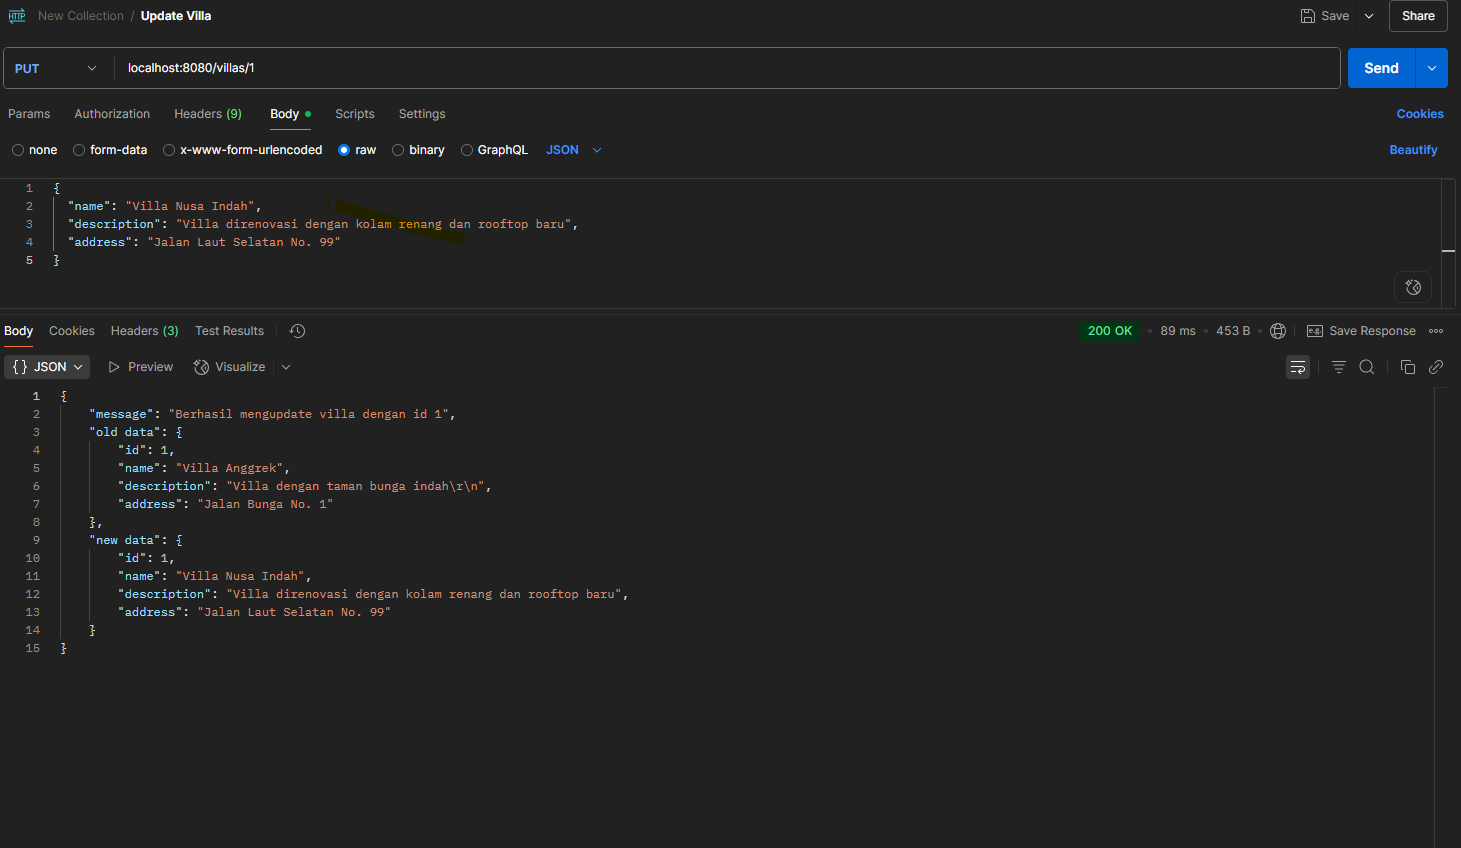 HTTP New Collection / Update Villa Save Share
PUT localhost:8080/villas/1 Send
Params Authorization Headers (9) Body Scripts Settings Cookies
none form-data x-www-form-urlencoded raw binary GraphQL JSON Beautify
1 {
2 "name": "Villa Nusa Indah",
3 "description": "Villa direnovasi dengan kolam renang dan rooftop baru",
4 "address": "Jalan Laut Selatan No. 99"
5 }
Body Cookies Headers (3) Test Results 200 OK • 89 ms • 453 B • e.g. Save Response
{} JSON Preview Visualize
1 {
2 "message": "Berhasil mengupdate villa dengan id 1",
3 "old data": {
4 "id": 1,
5 "name": "Villa Anggrek",
6 "description": "Villa dengan taman bunga indah\r\n",
7 "address": "Jalan Bunga No. 1"
8 },
9 "new data": {
10 "id": 1,
11 "name": "Villa Nusa Indah",
12 "description": "Villa direnovasi dengan kolam renang dan rooftop baru",
13 "address": "Jalan Laut Selatan No. 99"
14 }
15 }